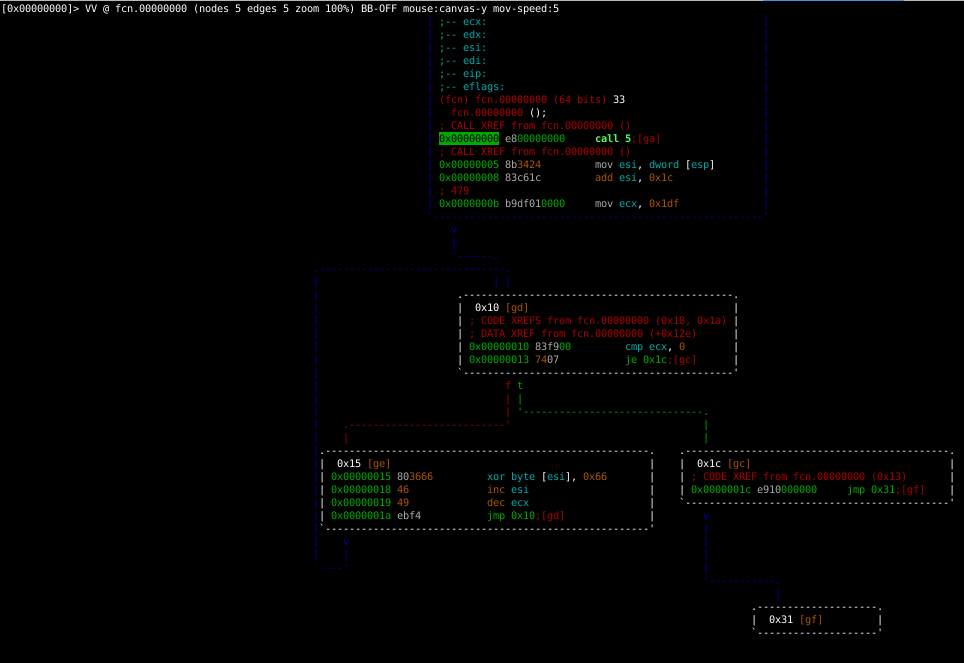 [0x00000000]> VV @ fcn.00000000 (nodes 5 edges 5 zoom 100%) BB-OFF mouse:canvas-y mov-speed:5
;-- ecx:
;-- edx:
;-- esi:
;-- edi:
;-- eip:
;-- eflags:
(fcn) fcn.00000000 (64 bits) 33
fcn.00000000 ();
; CALL XREF from fcn.00000000 ()
0x00000000 e800000000 call 5;[ga]
; CALL XREF from fcn.00000000 ()
0x00000005 8b3424 mov esi, dword [esp]
0x00000008 83c61c add esi, 0x1c
; 479
0x0000000b b9df010000 mov ecx, 0x1df
v
0x10 [gd]
; CODE XREFS from fcn.00000000 (0x18, 0x1a)
; DATA XREF from fcn.00000000 (+0x12e)
0x00000010 83f900 cmp ecx, 0
0x00000013 7407 je 0x1c;[gc]
f t
0x15 [ge]
0x00000015 803666 xor byte [esi], 0x66
0x00000018 46 inc esi
0x00000019 49 dec ecx
0x0000001a ebf4 jmp 0x10;[gd]
v
0x1c [gc]
; CODE XREF from fcn.00000000 (0x13)
0x0000001c e910000000 jmp 0x31;[gf]
v
0x31 [gf]